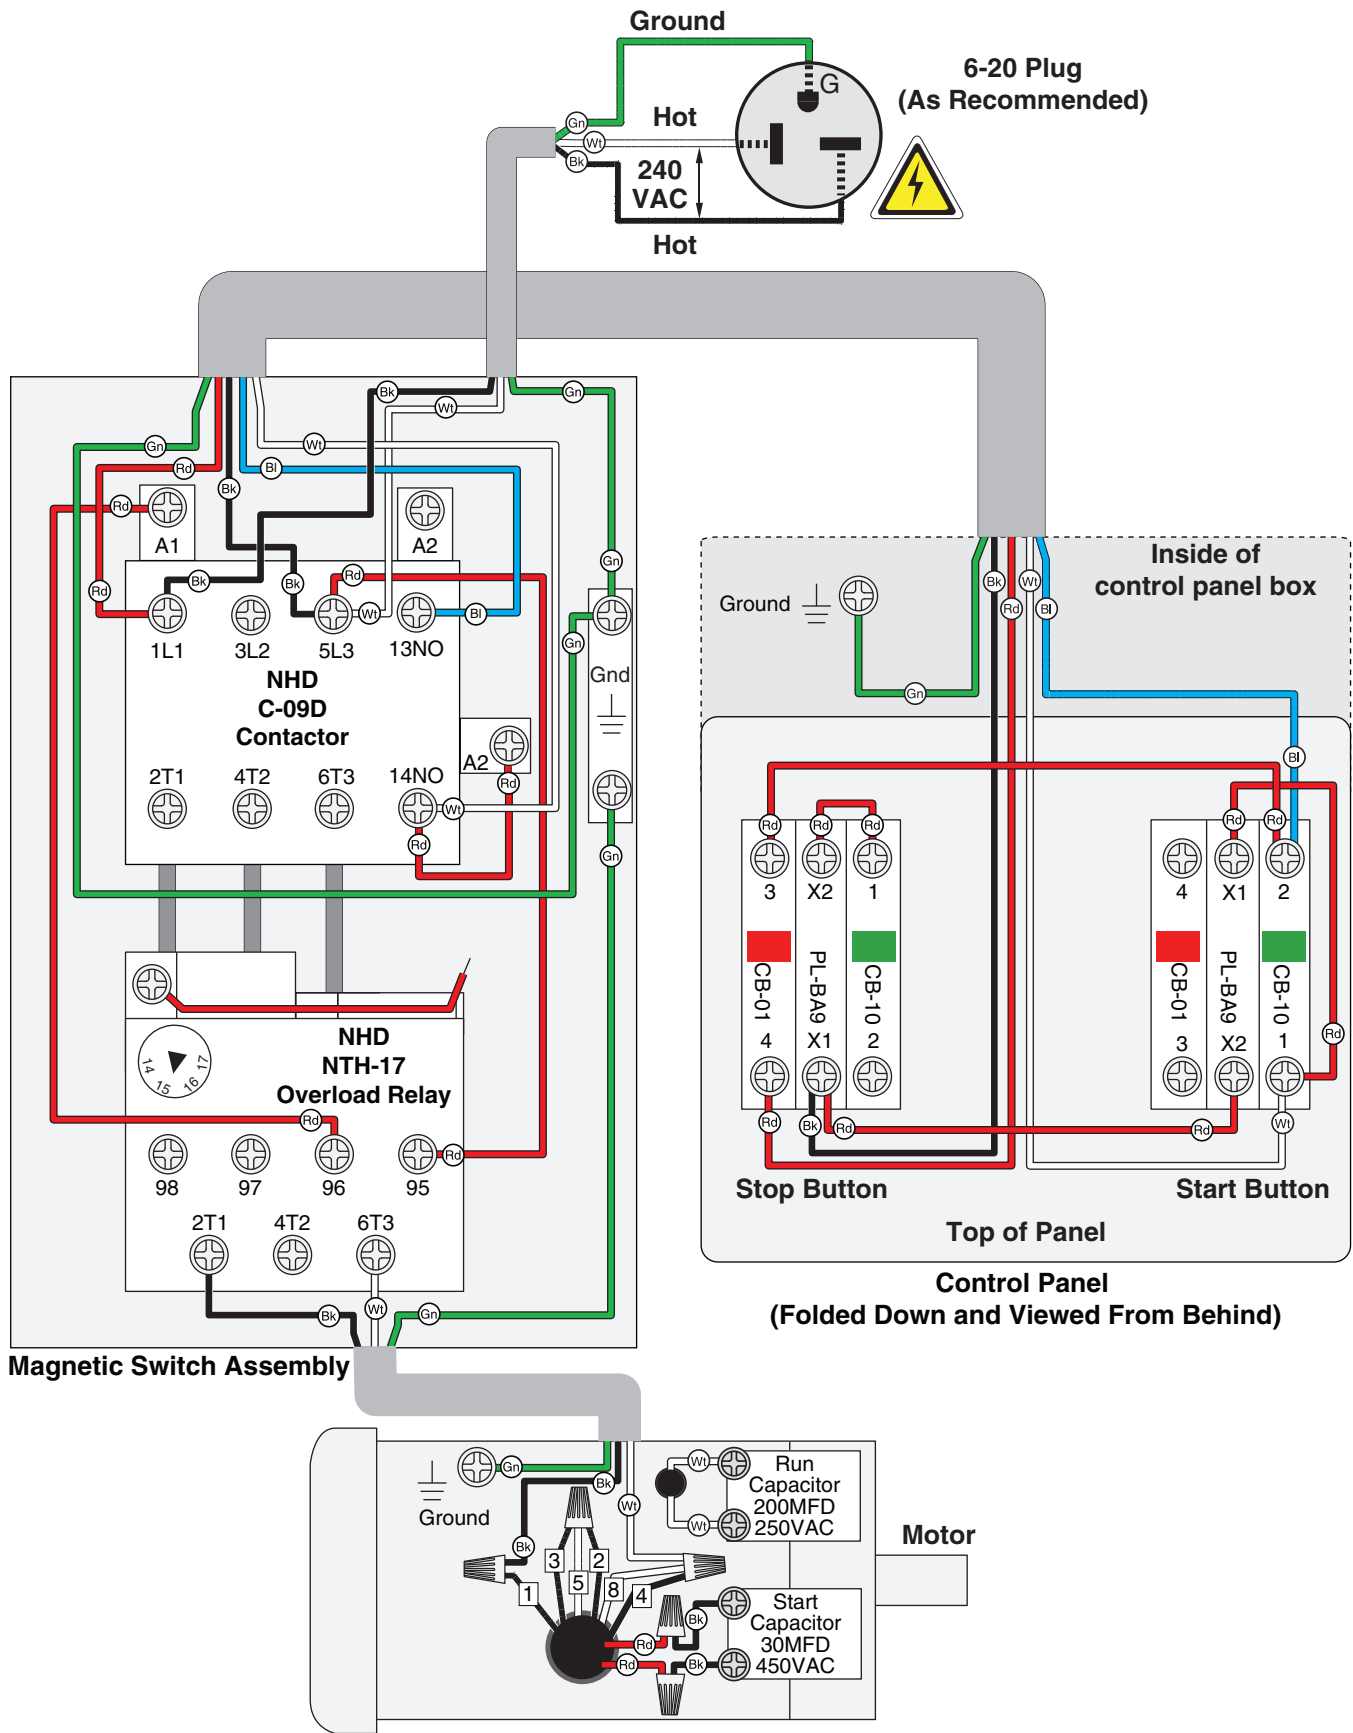 Ground
G
6-20 Plug
(As Recommended)
Gn
Hot
Wt
Bk
240
VAC
Hot
Bk
Wt
Gn
Gn
Rd
Bk
Bl
Wt
Rd
A1
A2
Rd
Bk
Bk
Rd
Wt
Bl
Gn
Gn
1L1
3L2
5L3
13NO
NHD
C-09D
Contactor
Gnd
A2
2T1
4T2
6T3
14NO
Rd
Wt
Rd
Gn
NHD
NTH-17
Overload Relay
14
15
16
17
Rd
Rd
98
97
96
95
2T1
4T2
6T3
Bk
Wt
Gn
Magnetic Switch Assembly
Inside of
control panel box
Ground
Bk
Rd
Wt
Bl
Gn
Bl
Rd
Rd
Rd
Rd
Rd
3
X2
1
4
X1
2
CB-01
PL-BA9
CB-10
CB-01
PL-BA9
CB-10
Rd
4
X1
2
3
X2
1
Rd
Bk
Rd
Rd
Wt
Stop Button
Start Button
Top of Panel
Control Panel
(Folded Down and Viewed From Behind)
Ground
Gn
Bk
Wt
Bk
Wt
Wt
Run
Capacitor
200MFD
250VAC
Motor
1
3
5
2
8
4
Rd
Bk
Rd
Bk
Start
Capacitor
30MFD
450VAC